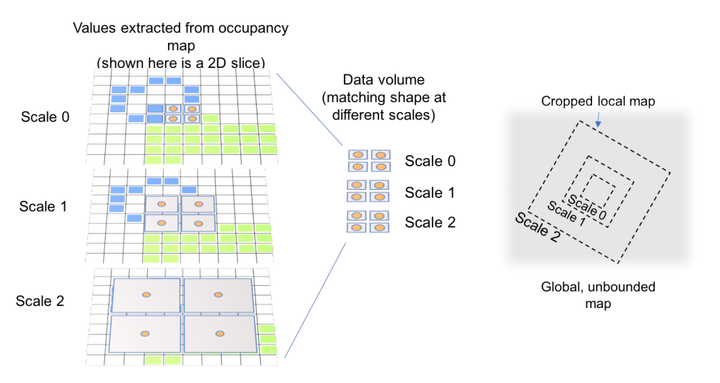 Values extracted from occupancy
map
(shown here is a 2D slice)
Scale 0
Scale 1
Scale 2
Data volume
(matching shape at
different scales)
Scale 0
Scale 1
Scale 2
Cropped local map
Scale 0
Scale 1
Scale 2
Global, unbounded
map